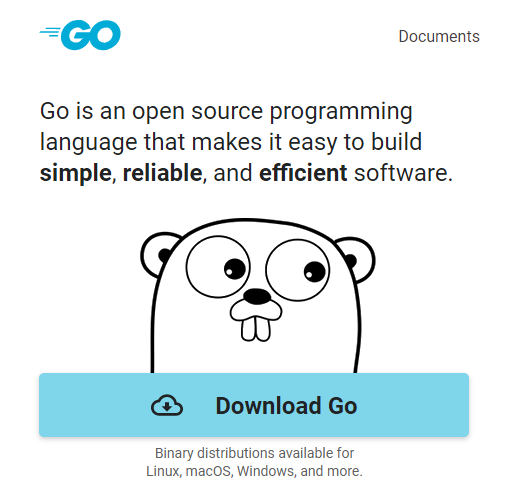 GO
Documents
Go is an open source programming
language that makes it easy to build
simple, reliable, and efficient software.
Download Go
Binary distributions available for
Linux, macOS, Windows, and more.